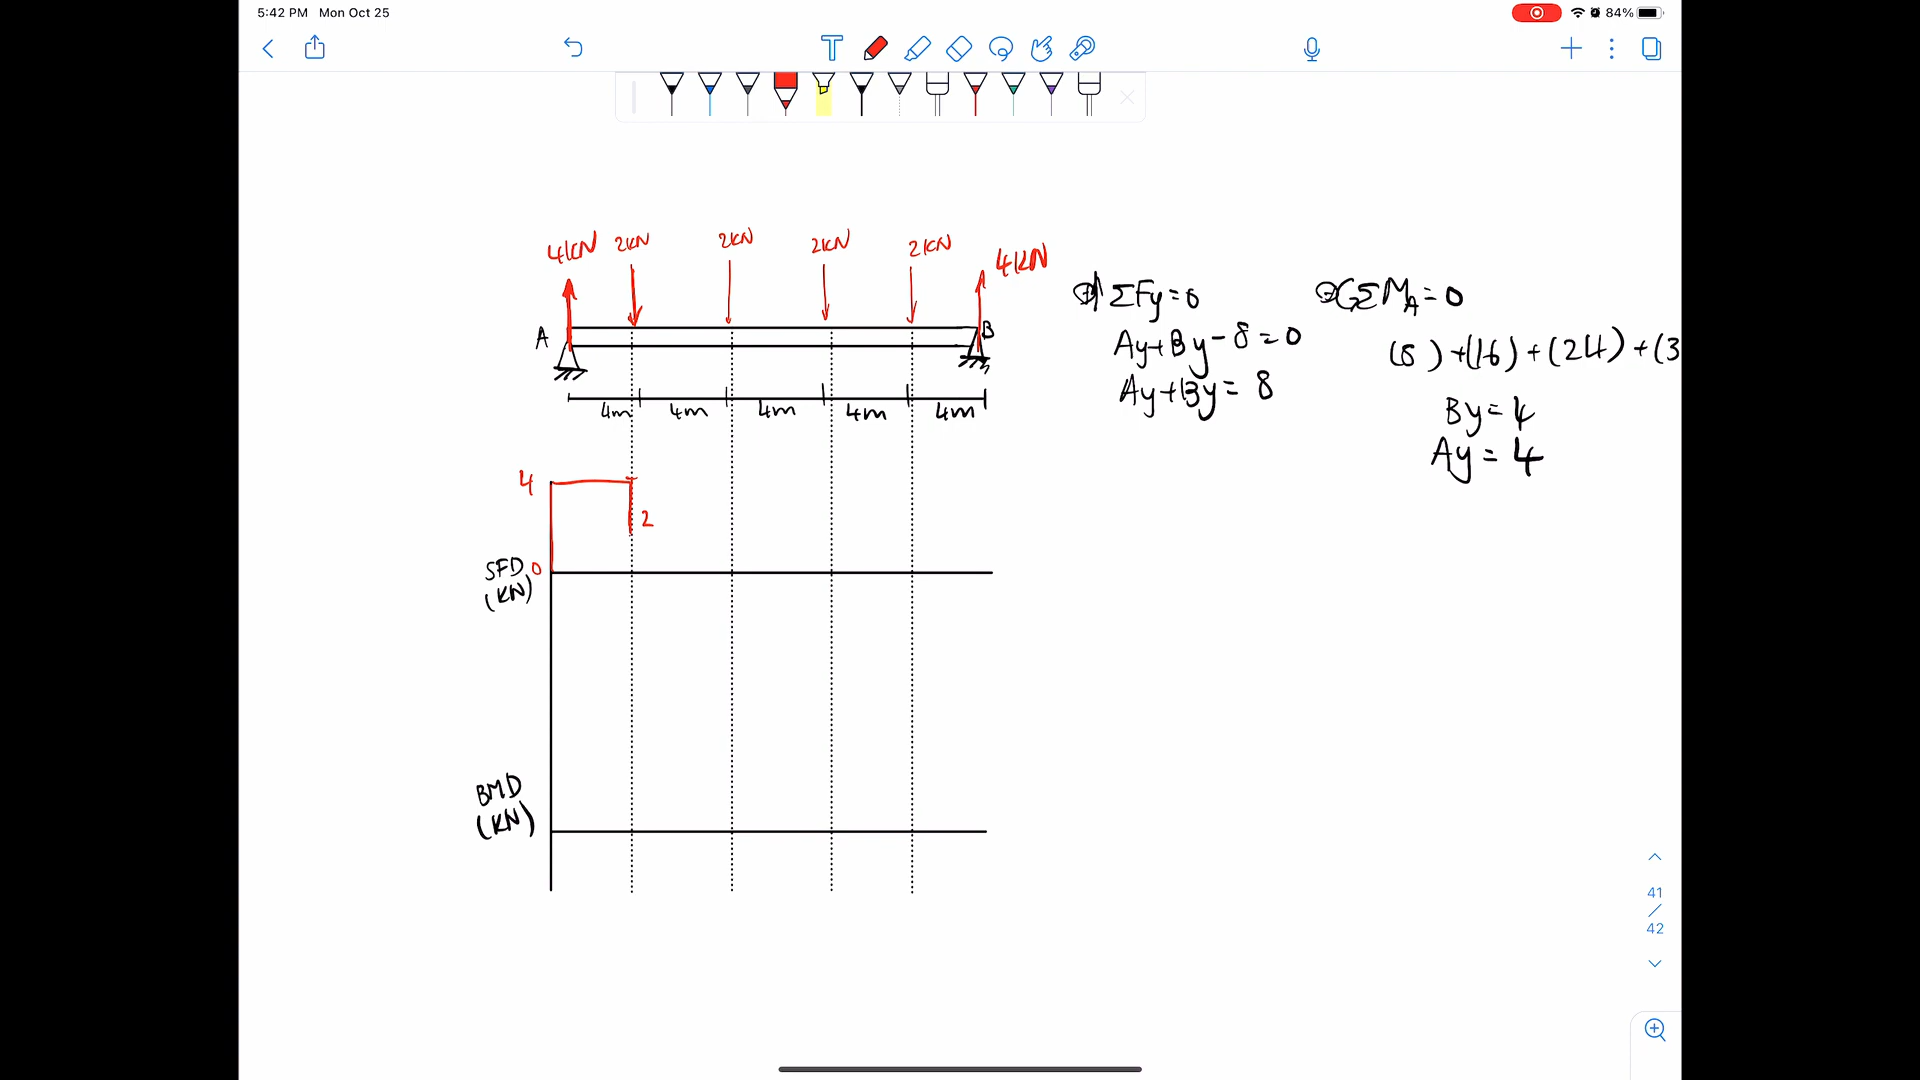 5:42 PM Mon Oct 25
84%
4KN 2KN 2KN 2KN 2KN 4KN
A
B
4m 4m 4m 4m 4m
ΣFy=0
Ay+By-8=0
Ay+By=8
ΣM_A=0
(8)+(16)+(24)+(3
By=4
Ay=4
4
2
SFD 0
(KN)
BMD
(KN)
41
/
42